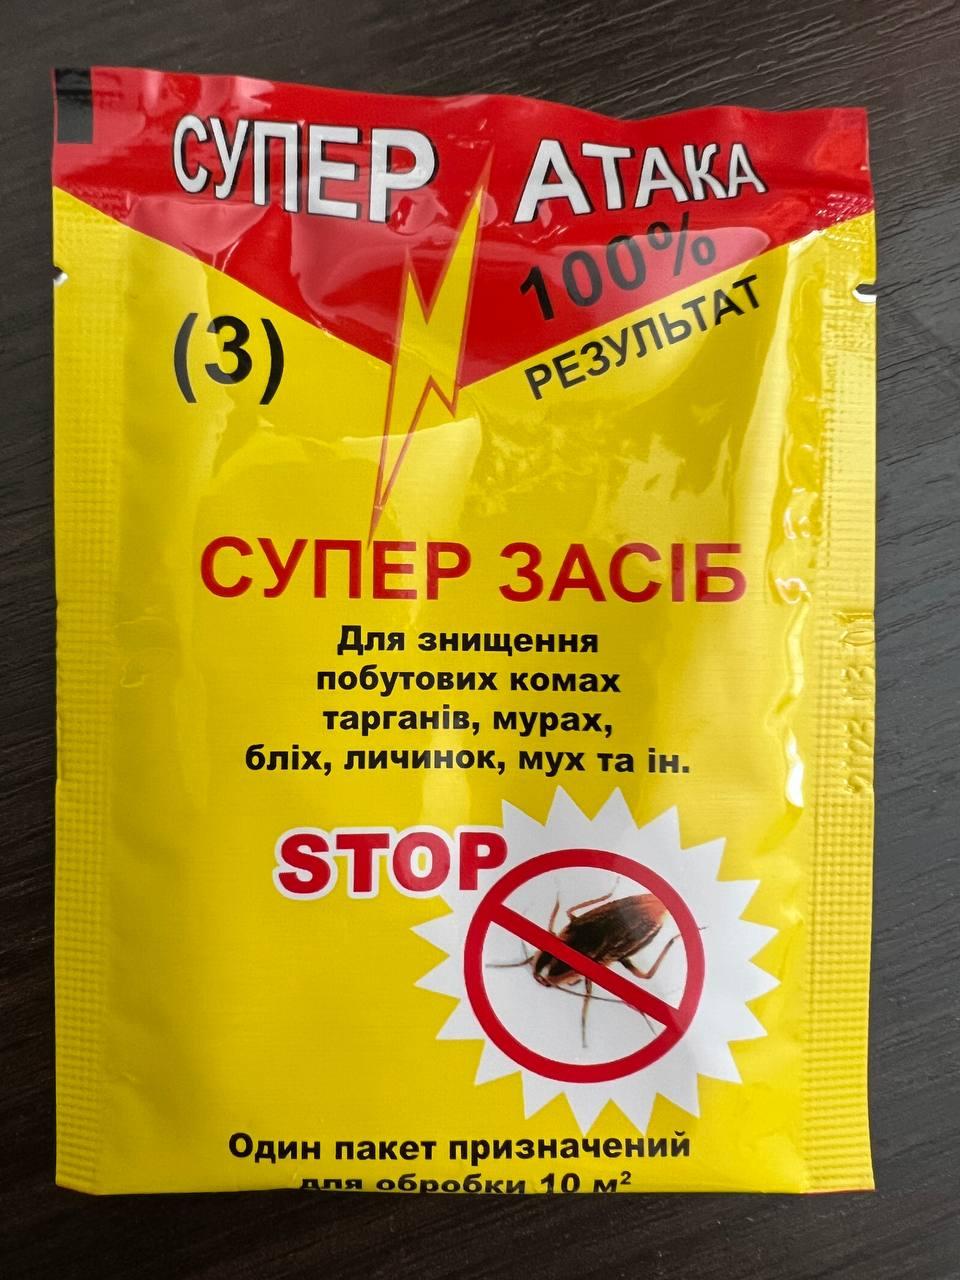 СУПЕР АТАКА
100%
РЕЗУЛЬТАТ
(3)
СУПЕР ЗАСІБ
Для знищення
побутових комах
тарганів, мурах,
бліх, личинок, мух та ін.
STOP
Один пакет призначений
для обробки 10 м²